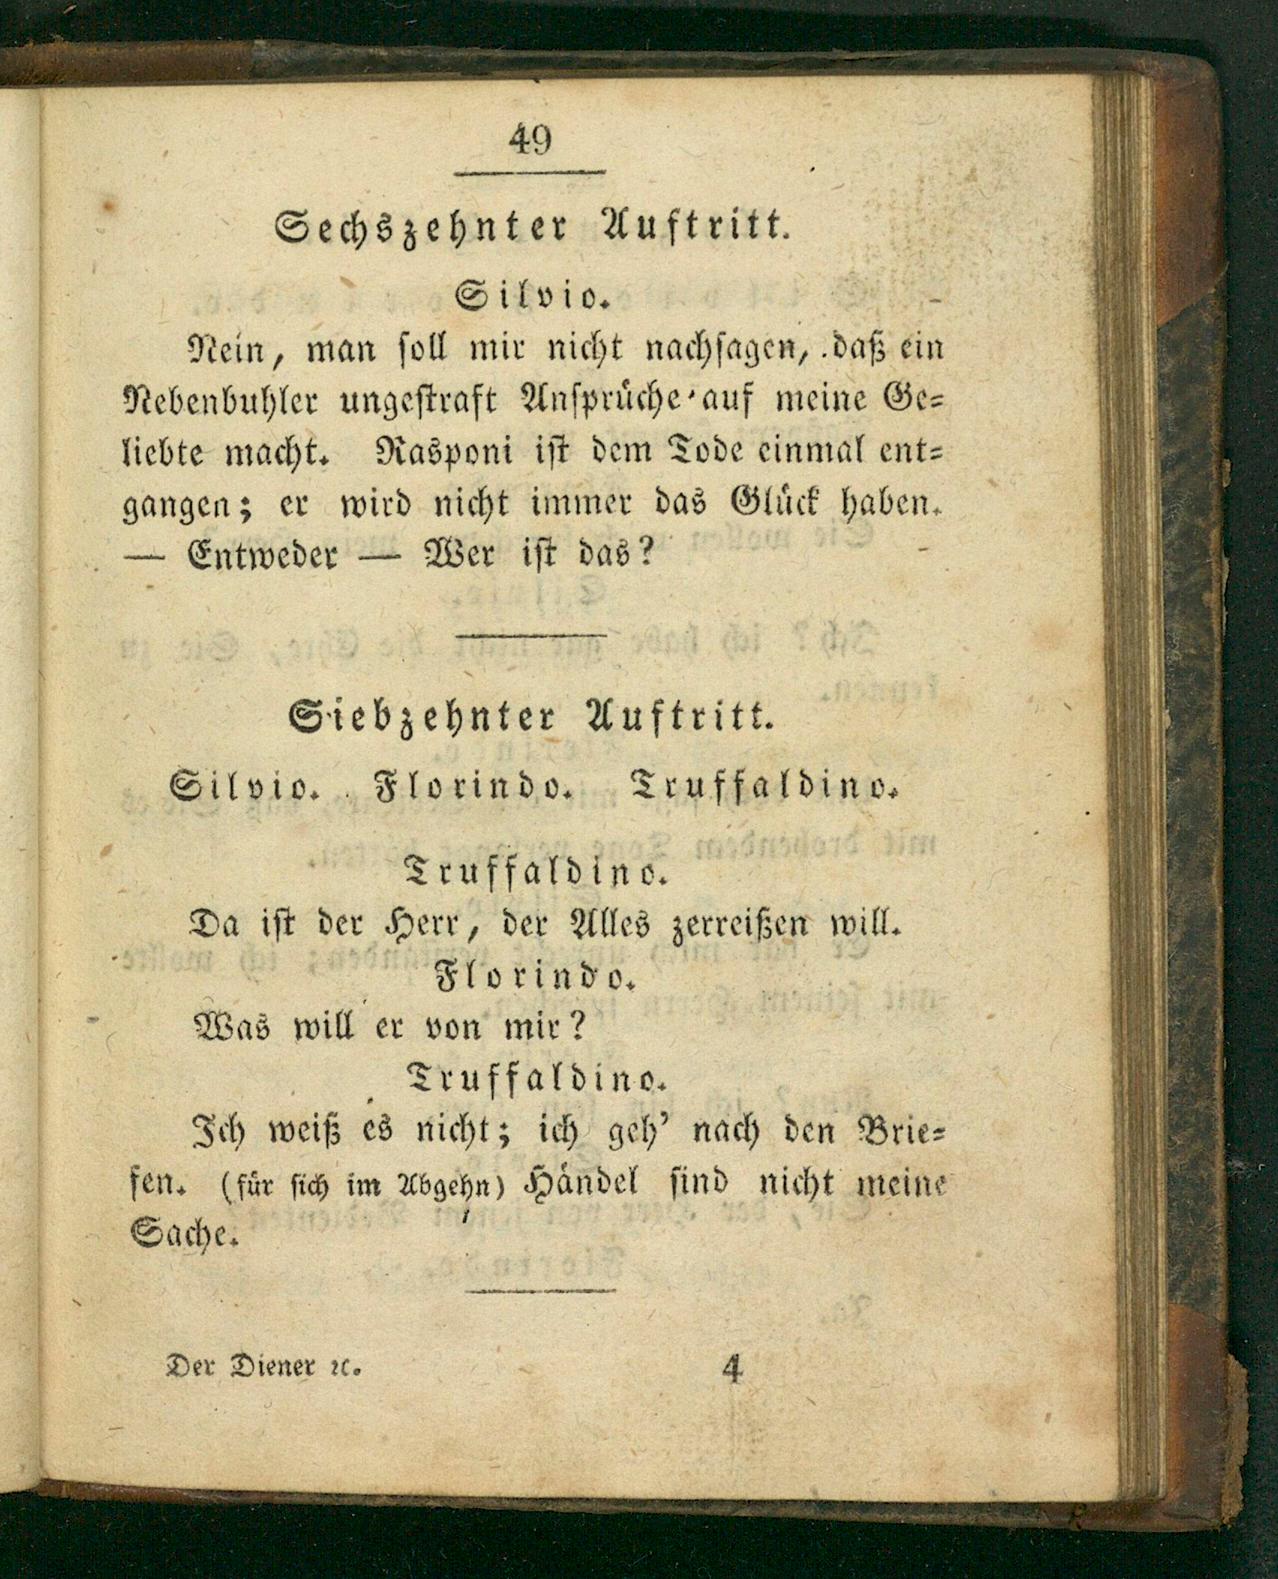 49
Sechszehnter Auftritt.
Silvio.
Nein, man soll mir nicht nachsagen, daß ein
Nebenbuhler ungestraft Ansprüche auf meine Ge=
liebte macht. Rasponi ist dem Tode einmal ent=
gangen; er wird nicht immer das Glück haben.
— Entweder — Wer ist das?
Siebzehnter Auftritt.
Silvio. Florindo. Truffaldino.
Truffaldino.
Da ist der Herr, der Alles zerreißen will.
Florindo.
Was will er von mir?
Truffaldino.
Ich weiß es nicht; ich geh' nach den Brie=
fen. (für sich im Abgehn) Händel sind nicht meine
Sache.
Der Diener ꝛc. 4